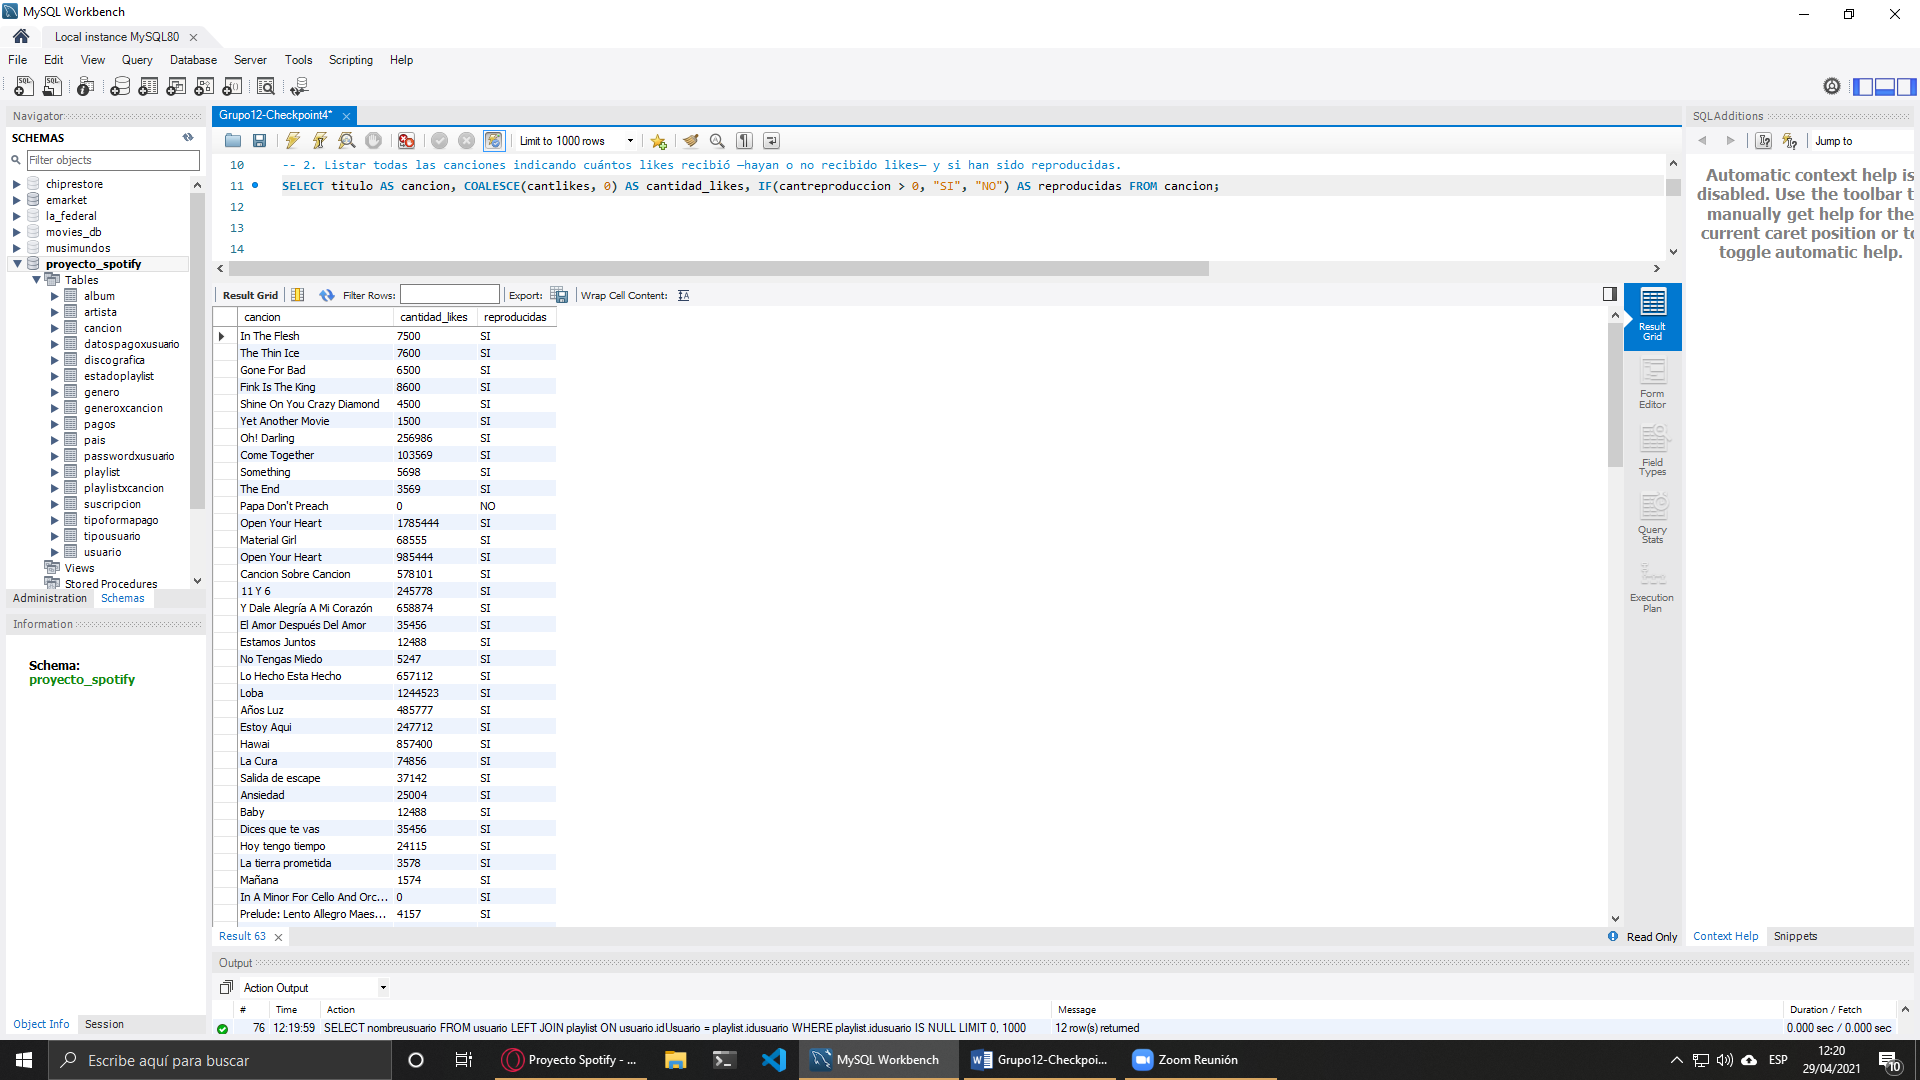 MySQL Workbench
Local instance MySQL80
File Edit View Query Database Server Tools Scripting Help
Navigator
SCHEMAS
Filter objects
chiprestore
emarket
la_federal
movies_db
musimundos
proyecto_spotify
Tables
album
artista
cancion
datospagoxusuario
discografica
estadoplaylist
genero
generoxcancion
pagos
pais
passwordxusuario
playlist
playlistxcancion
suscripcion
tipoformapago
tipousuario
usuario
Views
Stored Procedures
Administration Schemas
Information
Schema:
proyecto_spotify
Object Info Session
Grupo12-Checkpoint4*
Limit to 1000 rows
10 -- 2. Listar todas las canciones indicando cuántos likes recibió —hayan o no recibido likes— y si han sido reproducidas.
11 SELECT titulo AS cancion, COALESCE(cantlikes, 0) AS cantidad_likes, IF(cantreproduccion > 0, "SI", "NO") AS reproducidas FROM cancion;
12
13
14
Result Grid Filter Rows: Export: Wrap Cell Content:
cancion cantidad_likes reproducidas
In The Flesh 7500 SI
The Thin Ice 7600 SI
Gone For Bad 6500 SI
Fink Is The King 8600 SI
Shine On You Crazy Diamond 4500 SI
Yet Another Movie 1500 SI
Oh! Darling 256986 SI
Come Together 103569 SI
Something 5698 SI
The End 3569 SI
Papa Don't Preach 0 NO
Open Your Heart 1785444 SI
Material Girl 68555 SI
Open Your Heart 985444 SI
Cancion Sobre Cancion 578101 SI
11 Y 6 245778 SI
Y Dale Alegría A Mi Corazón 658874 SI
El Amor Después Del Amor 35456 SI
Estamos Juntos 12488 SI
No Tengas Miedo 5247 SI
Lo Hecho Esta Hecho 657112 SI
Loba 1244523 SI
Años Luz 485777 SI
Estoy Aqui 247712 SI
Hawai 857400 SI
La Cura 74856 SI
Salida de escape 37142 SI
Ansiedad 25004 SI
Baby 12488 SI
Dices que te vas 35456 SI
Hoy tengo tiempo 24115 SI
La tierra prometida 3578 SI
Mañana 1574 SI
In A Minor For Cello And Orc... 0 SI
Prelude: Lento Allegro Maes... 4157 SI
Result Grid
Form Editor
Field Types
Query Stats
Execution Plan
Result 63
Read Only
SQLAdditions
Jump to
Automatic context help is
disabled. Use the toolbar t
manually get help for the
current caret position or to
toggle automatic help.
Context Help Snippets
Output
Action Output
# Time Action Message Duration / Fetch
76 12:19:59 SELECT nombreusuario FROM usuario LEFT JOIN playlist ON usuario.idUsuario = playlist.idusuario WHERE playlist.idusuario IS NULL LIMIT 0, 1000 12 row(s) returned 0.000 sec / 0.000 sec
Escribe aquí para buscar
Proyecto Spotify - ...
MySQL Workbench
Grupo12-Checkpoi...
Zoom Reunión
ESP
12:20
29/04/2021
10